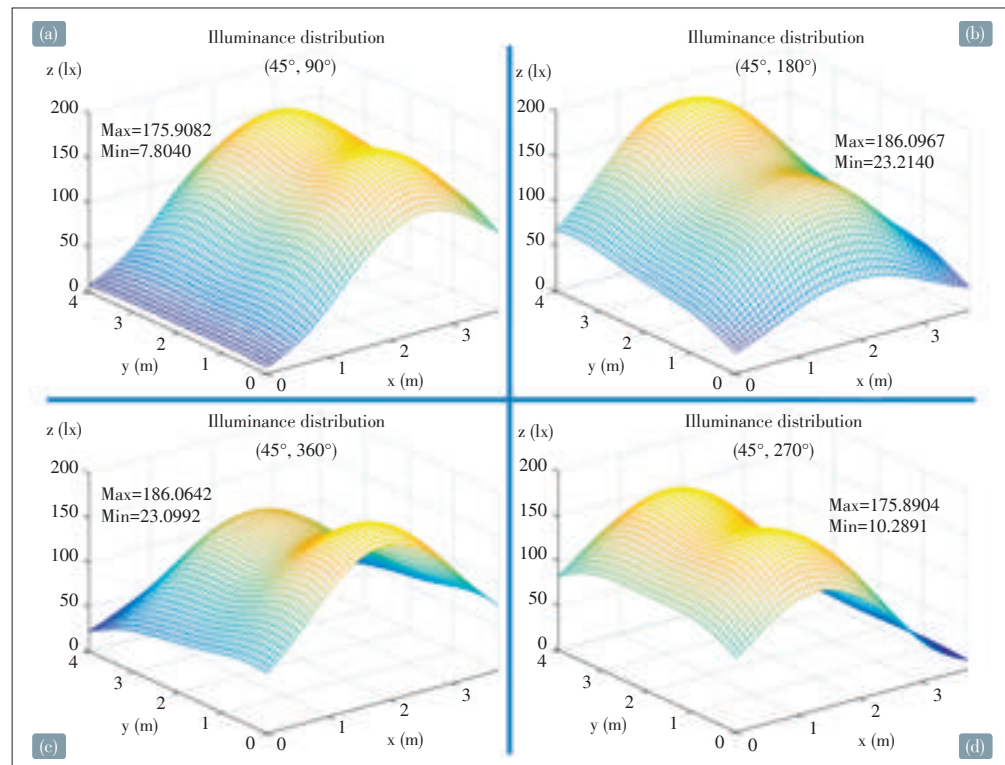 (a)
Illuminance distribution
(45°, 90°)
z (lx)
200
150
100
50
0
Max=175.9082
Min=7.8040
4
3
2
1
0
y (m)
0
1
2
3
x (m)
(b)
Illuminance distribution
(45°, 180°)
z (lx)
200
150
100
50
0
Max=186.0967
Min=23.2140
4
3
2
1
0
y (m)
0
1
2
3
x (m)
Illuminance distribution
(45°, 360°)
z (lx)
200
150
100
50
0
Max=186.0642
Min=23.0992
4
3
2
1
0
y (m)
0
1
2
3
x (m)
(c)
Illuminance distribution
(45°, 270°)
z (lx)
200
150
100
50
0
Max=175.8904
Min=10.2891
4
3
2
1
0
y (m)
0
1
2
3
x (m)
(d)